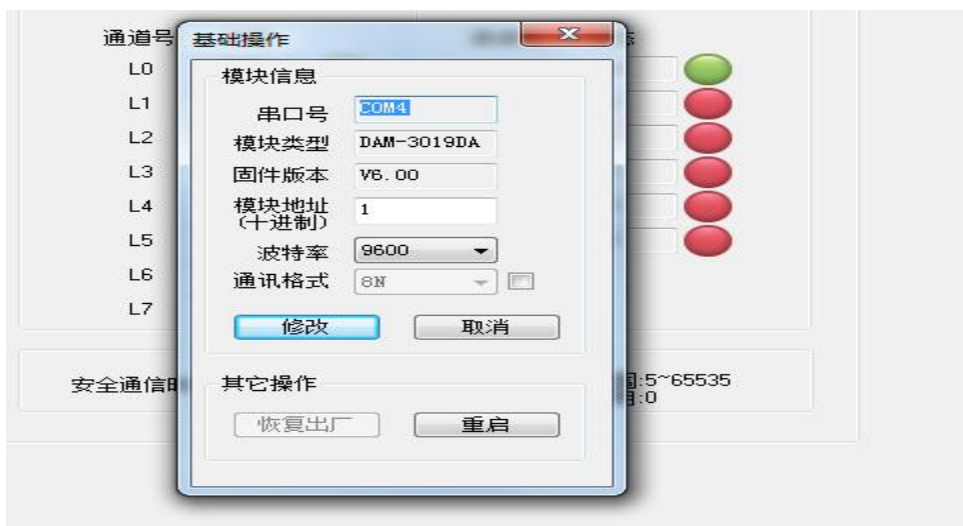 通道号
基础操作
L0
模块信息
L1
串口号 COM4
L2
模块类型 DAM-3019DA
L3
固件版本 V6.00
L4
模块地址 1
(十进制)
L5
波特率 9600
L6
通讯格式 8N
L7
修改 取消
安全通信
其它操作
:5~65535
:0
恢复出厂 重启